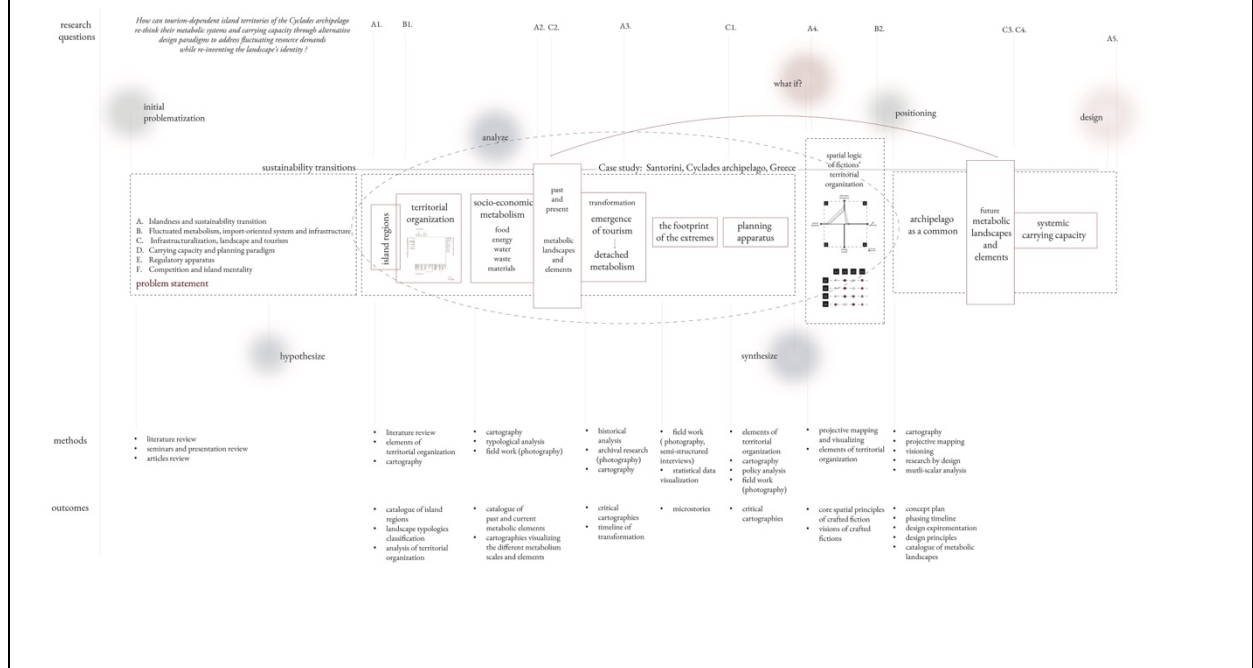 research
questions
How can tourism-dependent island territories of the Cyclades archipelago
re-think their metabolic systems and carrying capacity through alternative
design paradigms to address fluctuating resource demands
while re-inventing the landscape's identity ?
A1.
B1.
A2. C2.
A3.
C1.
A4.
B2.
C3. C4.
A5.
initial
problematization
analyze
what if?
positioning
design
sustainability transitions
Case study: Santorini, Cyclades archipelago, Greece
A. Islandness and sustainability transition
B. Fluctuated metabolism, import-oriented system and infrastructure
C. Infrastructuralization, landscape and tourism
D. Carrying capacity and planning paradigm
E. Regulatory apparatus
F. Competition and island mentality
problem statement
island regions
territorial
organization
socio-economic
metabolism
food
energy
water
waste
materials
past
and
present
metabolic
landscapes
and
elements
transformation
emergence
of tourism
detached
metabolism
the footprint
of the extremes
planning
apparatus
spatial logic
of fictions'
territorial
organization
archipelago
as a common
future
metabolic
landscapes
and
elements
systemic
carrying capacity
hypothesize
synthesize
methods
• literature review
• seminars and presentation review
• articles review
• literature review
• elements of
territorial organization
• cartography
• cartography
• typological analysis
• field work (photography)
• historical
analysis
• archival research
(photography)
• cartography
• field work
( photography,
semi-structured
interviews)
• statistical data
visualization
• elements of
territorial
organization
• cartography
• policy analysis
• field work
(photography)
• projective mapping
and visualizing
• elements of territorial
organization
• cartography
• projective mapping
• visioning
• research by design
• mutli-scalar analysis
outcomes
• catalogue of island
regions
• landscape typologies
classification
• analysis of territorial
organization
• catalogue of
past and current
metabolic elements
• cartographies visualizing
the different metabolism
scales and elements
• critical
cartographies
• timeline of
transformation
• microstories
• critical
cartographies
• core spatial principles
of crafted fiction
• visions of crafted
fictions
• concept plan
• phasing timeline
• design expirementation
• design principles
• catalogue of metabolic
landscapes